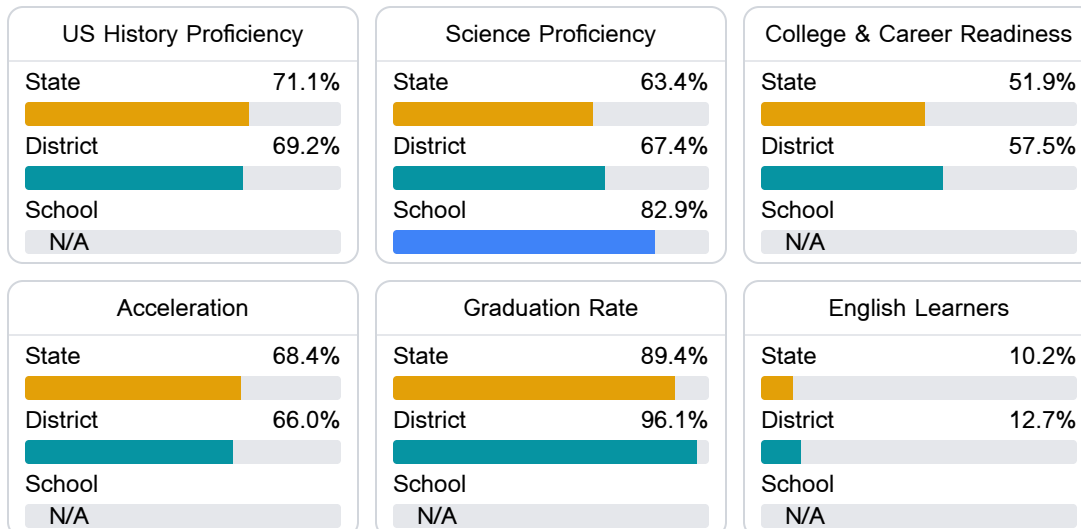 US History Proficiency
State 71.1%
District 69.2%
School
N/A
Science Proficiency
State 63.4%
District 67.4%
School 82.9%
College & Career Readiness
State 51.9%
District 57.5%
School
N/A
Acceleration
State 68.4%
District 66.0%
School
N/A
Graduation Rate
State 89.4%
District 96.1%
School
N/A
English Learners
State 10.2%
District 12.7%
School
N/A